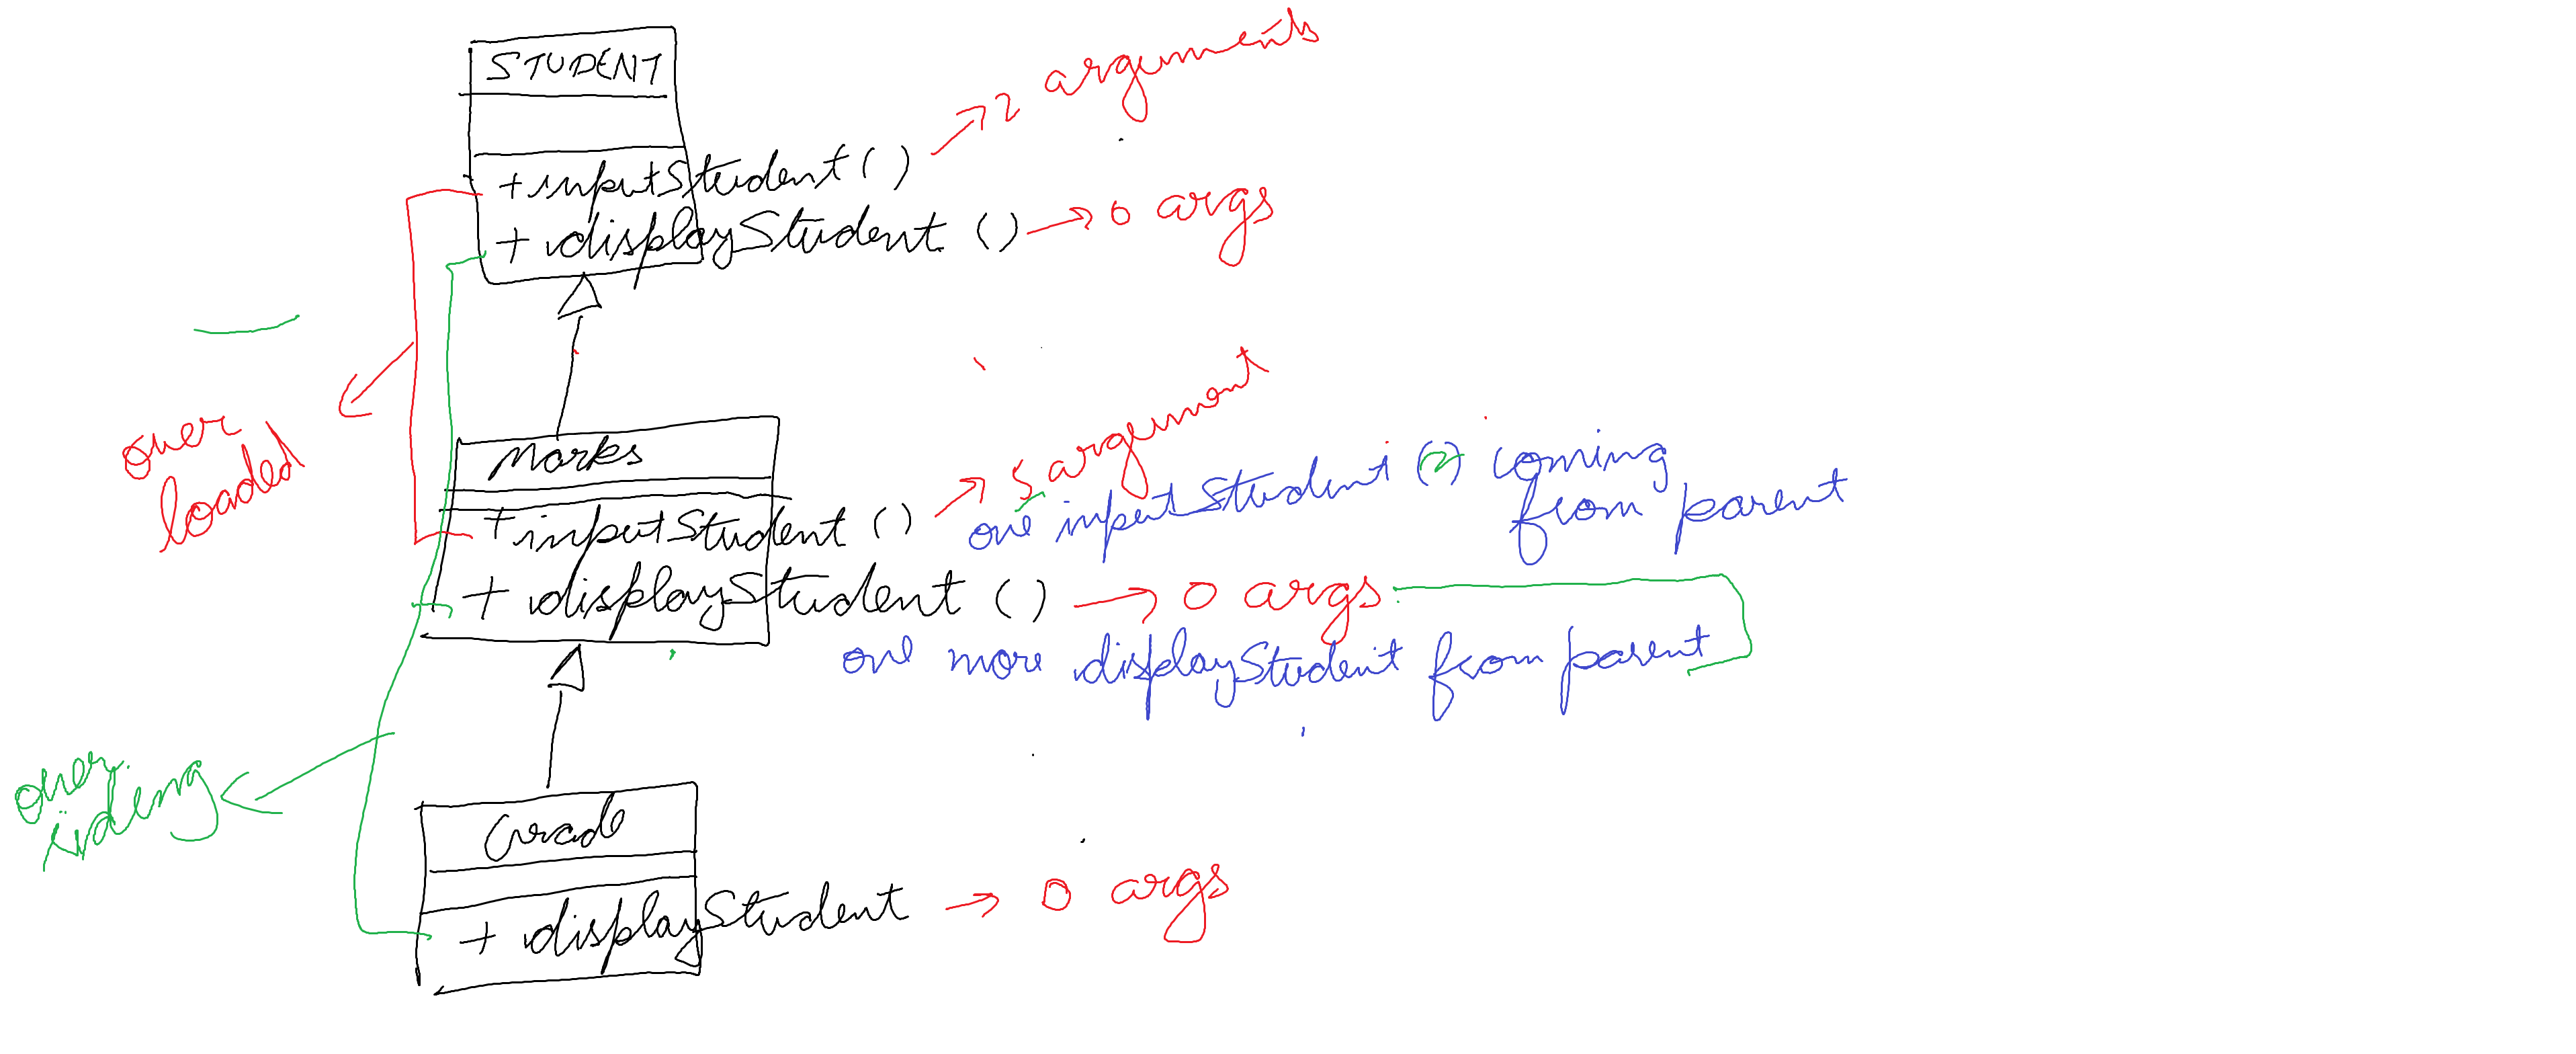 STUDENT
+inputStudent() → 2 arguments
+ displayStudent () → 0 args
over
loaded
Marks
+inputStudent () → 5 argument
one inputStudent (2) coming
from parent
+ displayStudent () → 0 args
one more displayStudent from parent
over
riding
Grade
+ displayStudent → 0 args